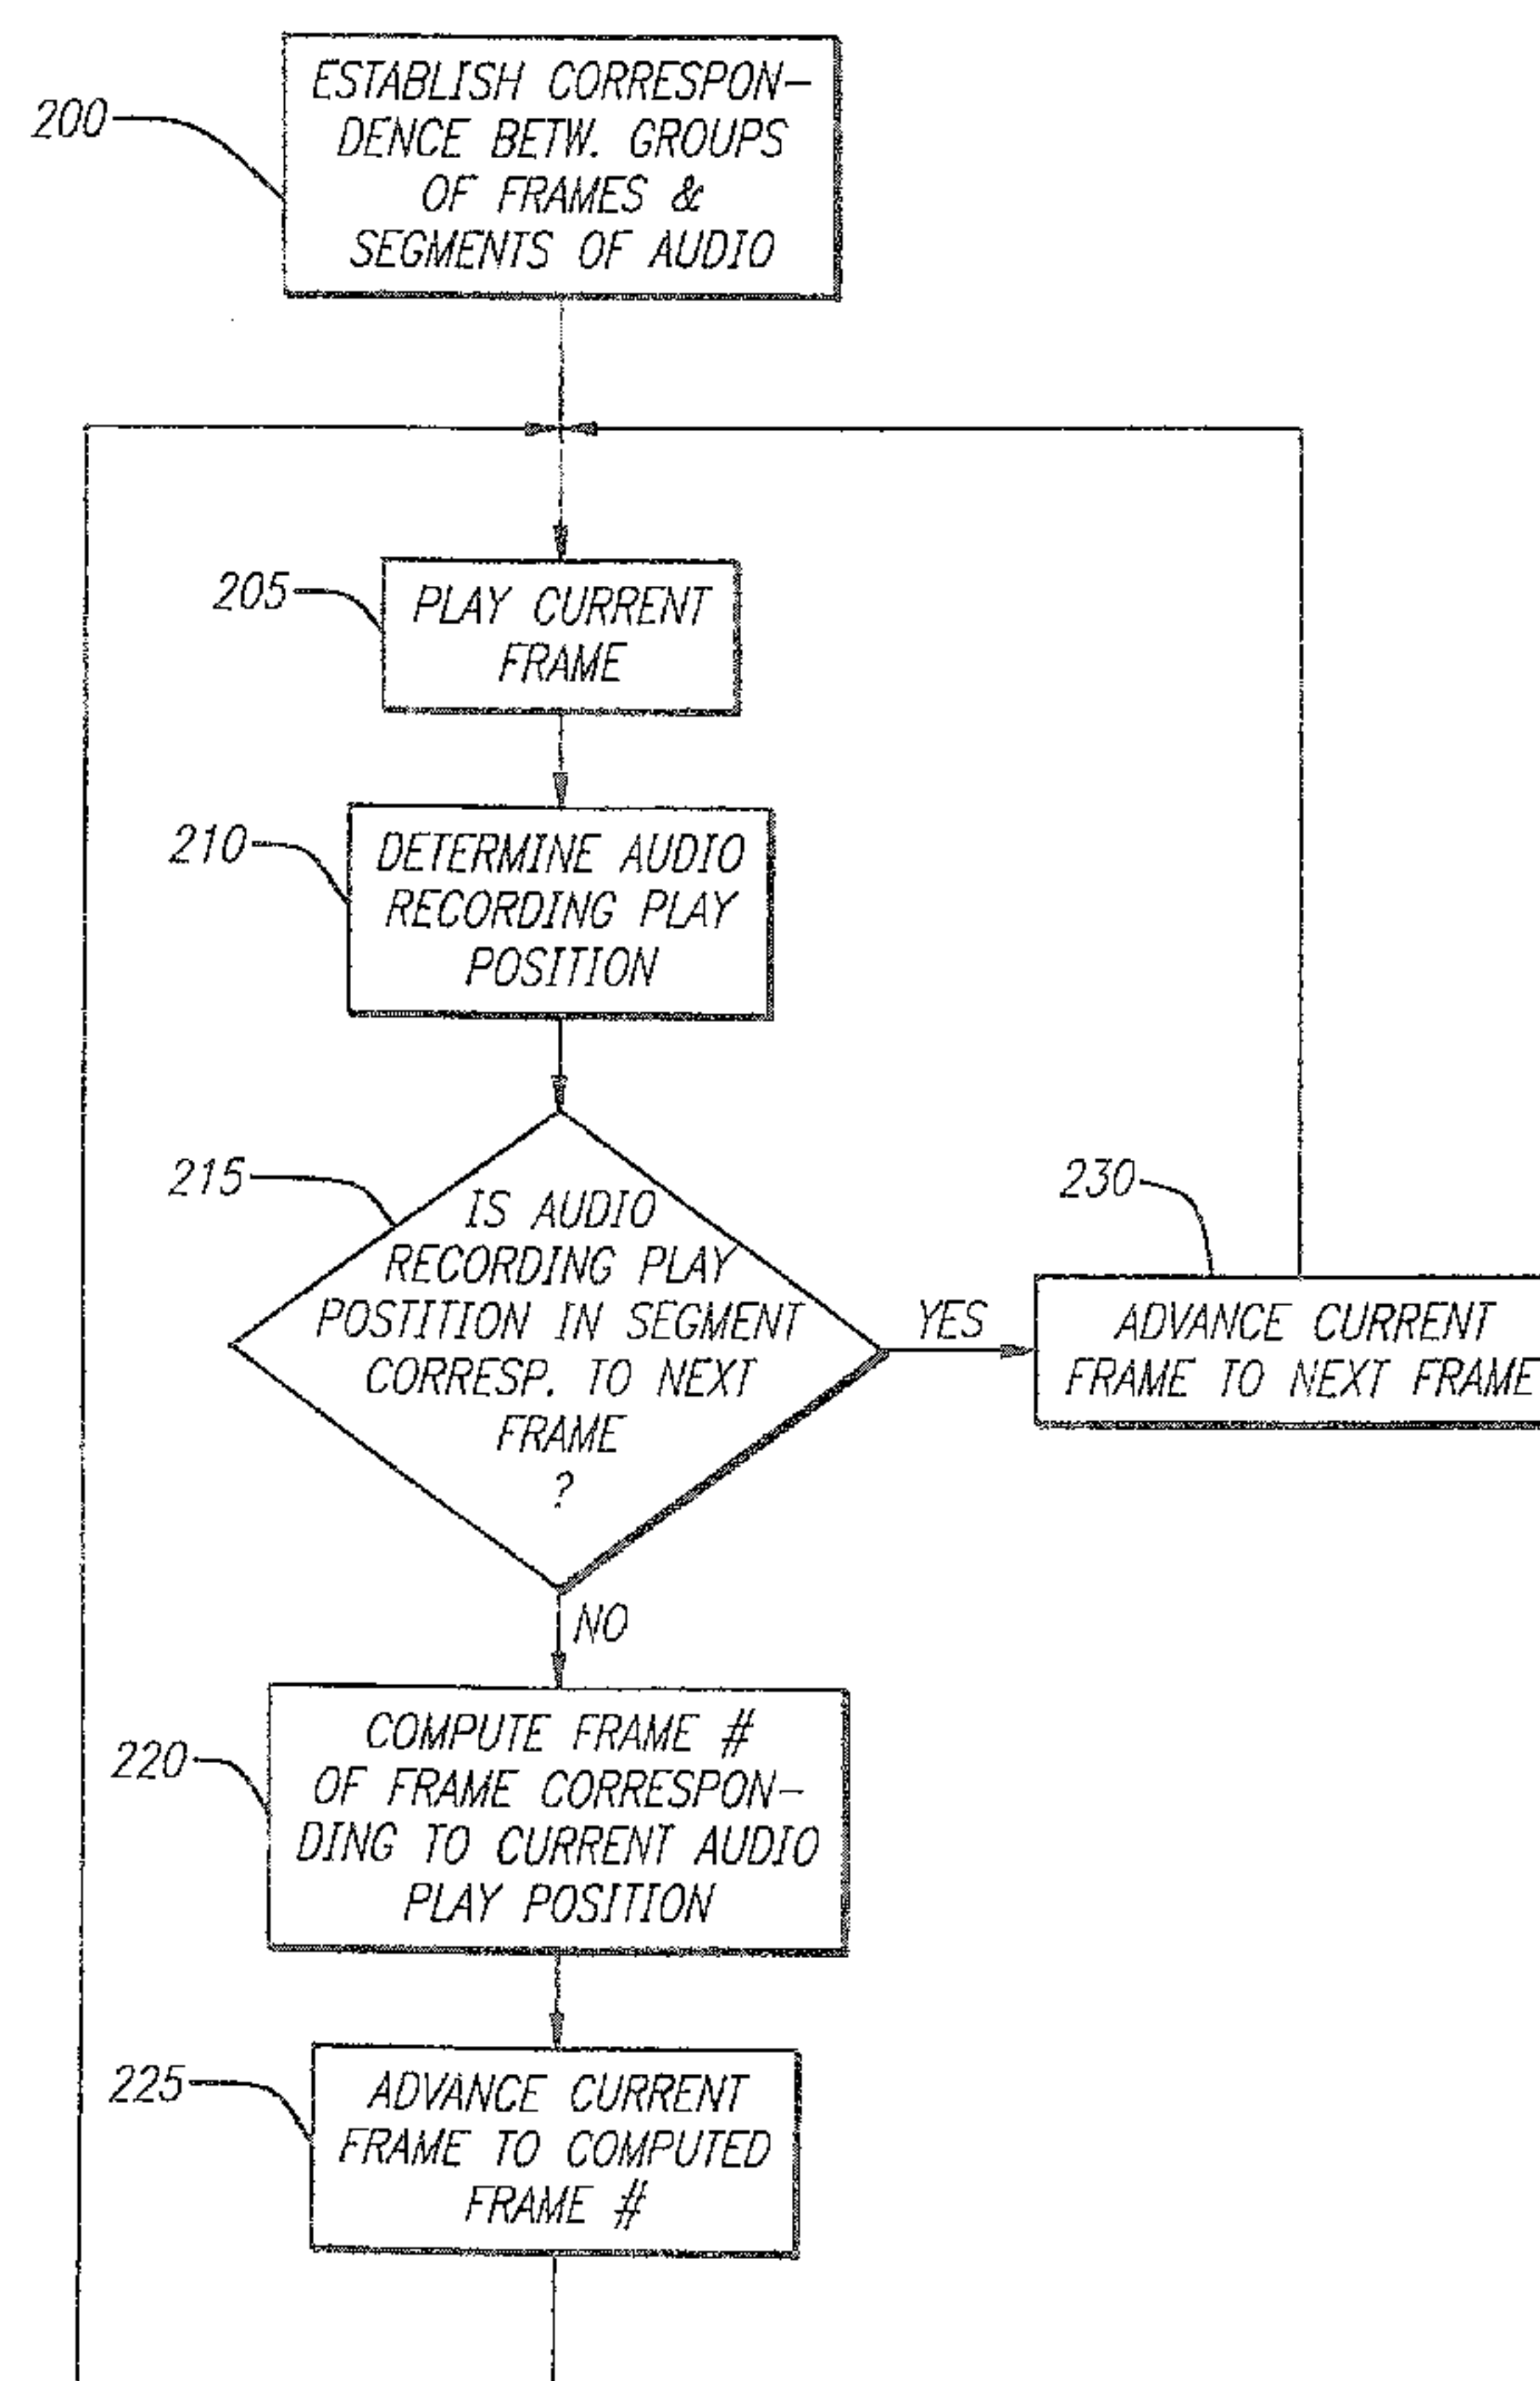 200
ESTABLISH CORRESPON-
DENCE BETW. GROUPS
OF FRAMES &
SEGMENTS OF AUDIO
205
PLAY CURRENT
FRAME
210
DETERMINE AUDIO
RECORDING PLAY
POSITION
215
IS AUDIO
RECORDING PLAY
POSTITION IN SEGMENT
CORRESP. TO NEXT
FRAME
?
YES
230
ADVANCE CURRENT
FRAME TO NEXT FRAME
NO
220
COMPUTE FRAME #
OF FRAME CORRESPON-
DING TO CURRENT AUDIO
PLAY POSITION
225
ADVANCE CURRENT
FRAME TO COMPUTED
FRAME #